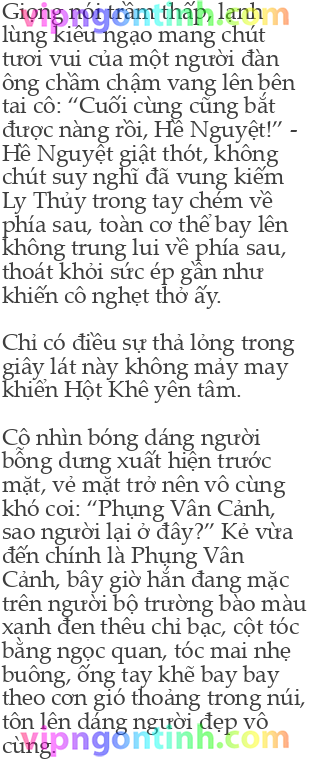 Giọng nói trầm thấp, lạnh
lùng kiêu ngạo mang chút
tươi vui của một người đàn
ông chầm chậm vang lên bên
tai cô: “Cuối cùng cũng bắt
được nàng rồi, Hề Nguyệt!” -
Hề Nguyệt giật thót, không
chút suy nghĩ đã vung kiếm
Ly Thủy trong tay chém về
phía sau, toàn cơ thể bay lên
không trung lui về phía sau,
thoát khỏi sức ép gần như
khiến cô nghẹt thở ấy.
Chỉ có điều sự thả lỏng trong
giây lát này không mảy may
khiển Hột Khê yên tâm.
Cô nhìn bóng dáng người
bỗng dưng xuất hiện trước
mặt, vẻ mặt trở nên vô cùng
khó coi: “Phụng Vân Cảnh,
sao người lại ở đây?” Kẻ vừa
đến chính là Phụng Vân
Cảnh, bây giờ hắn đang mặc
trên người bộ trường bào màu
xanh đen thêu chỉ bạc, cột tóc
bằng ngọc quan, tóc mai nhẹ
buông, ống tay khẽ bay bay
theo cơn gió thoảng trong núi,
tôn lên dáng người đẹp vô
cùng.
vipngontinh.com
vipngontinh.com